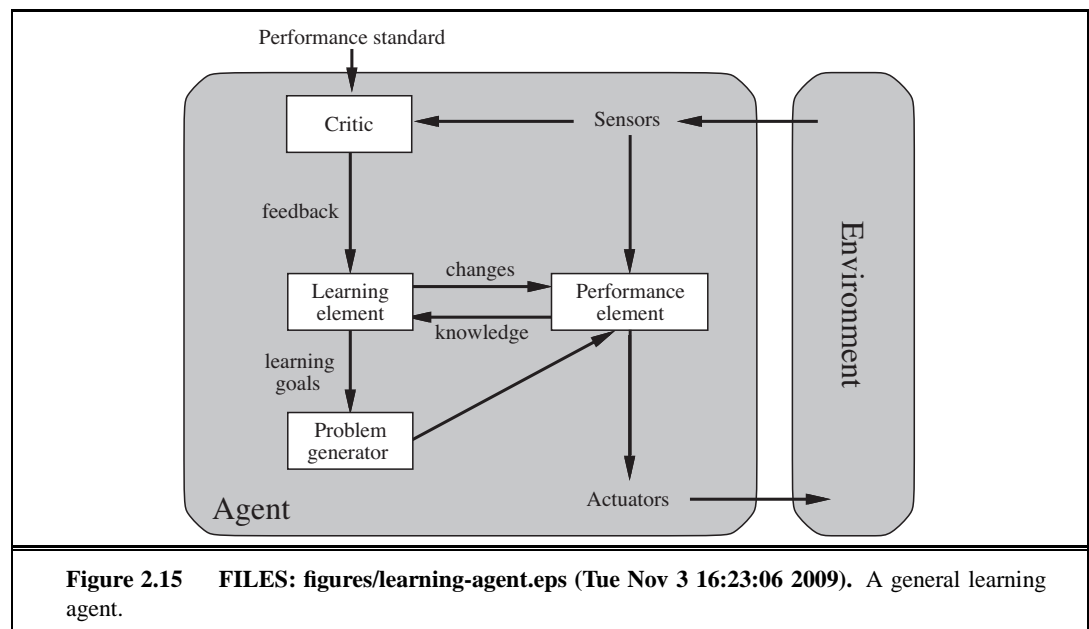 Performance standard
Critic
Sensors
feedback
changes
Learning
element
Performance
element
knowledge
learning
goals
Problem
generator
Actuators
Agent
Environment
Figure 2.15 FILES: figures/learning-agent.eps (Tue Nov 3 16:23:06 2009). A general learning
agent.